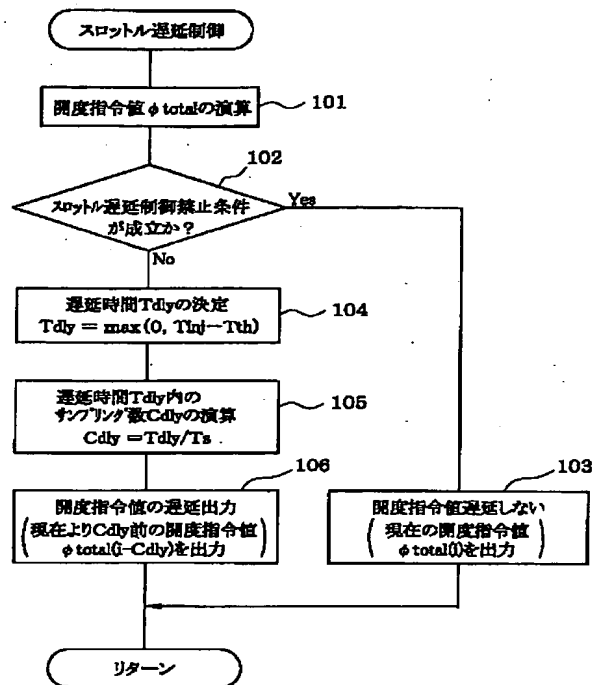 スロットル遅延制御
開度指令値φtotalの演算
101
102
スロットル遅延制御禁止条件
が成立か？
Yes
No
遅延時間Tdlyの決定
Tdly = max(0, Tinj−Tth)
104
遅延時間Tdly内の
サンプリング数Cdlyの演算
Cdly = Tdly/Ts
105
106
開度指令値の遅延出力
(現在よりCdly前の開度指令値
φtotal(i−Cdly)を出力)
103
開度指令値遅延しない
(現在の開度指令値
φtotal(i)を出力)
リターン